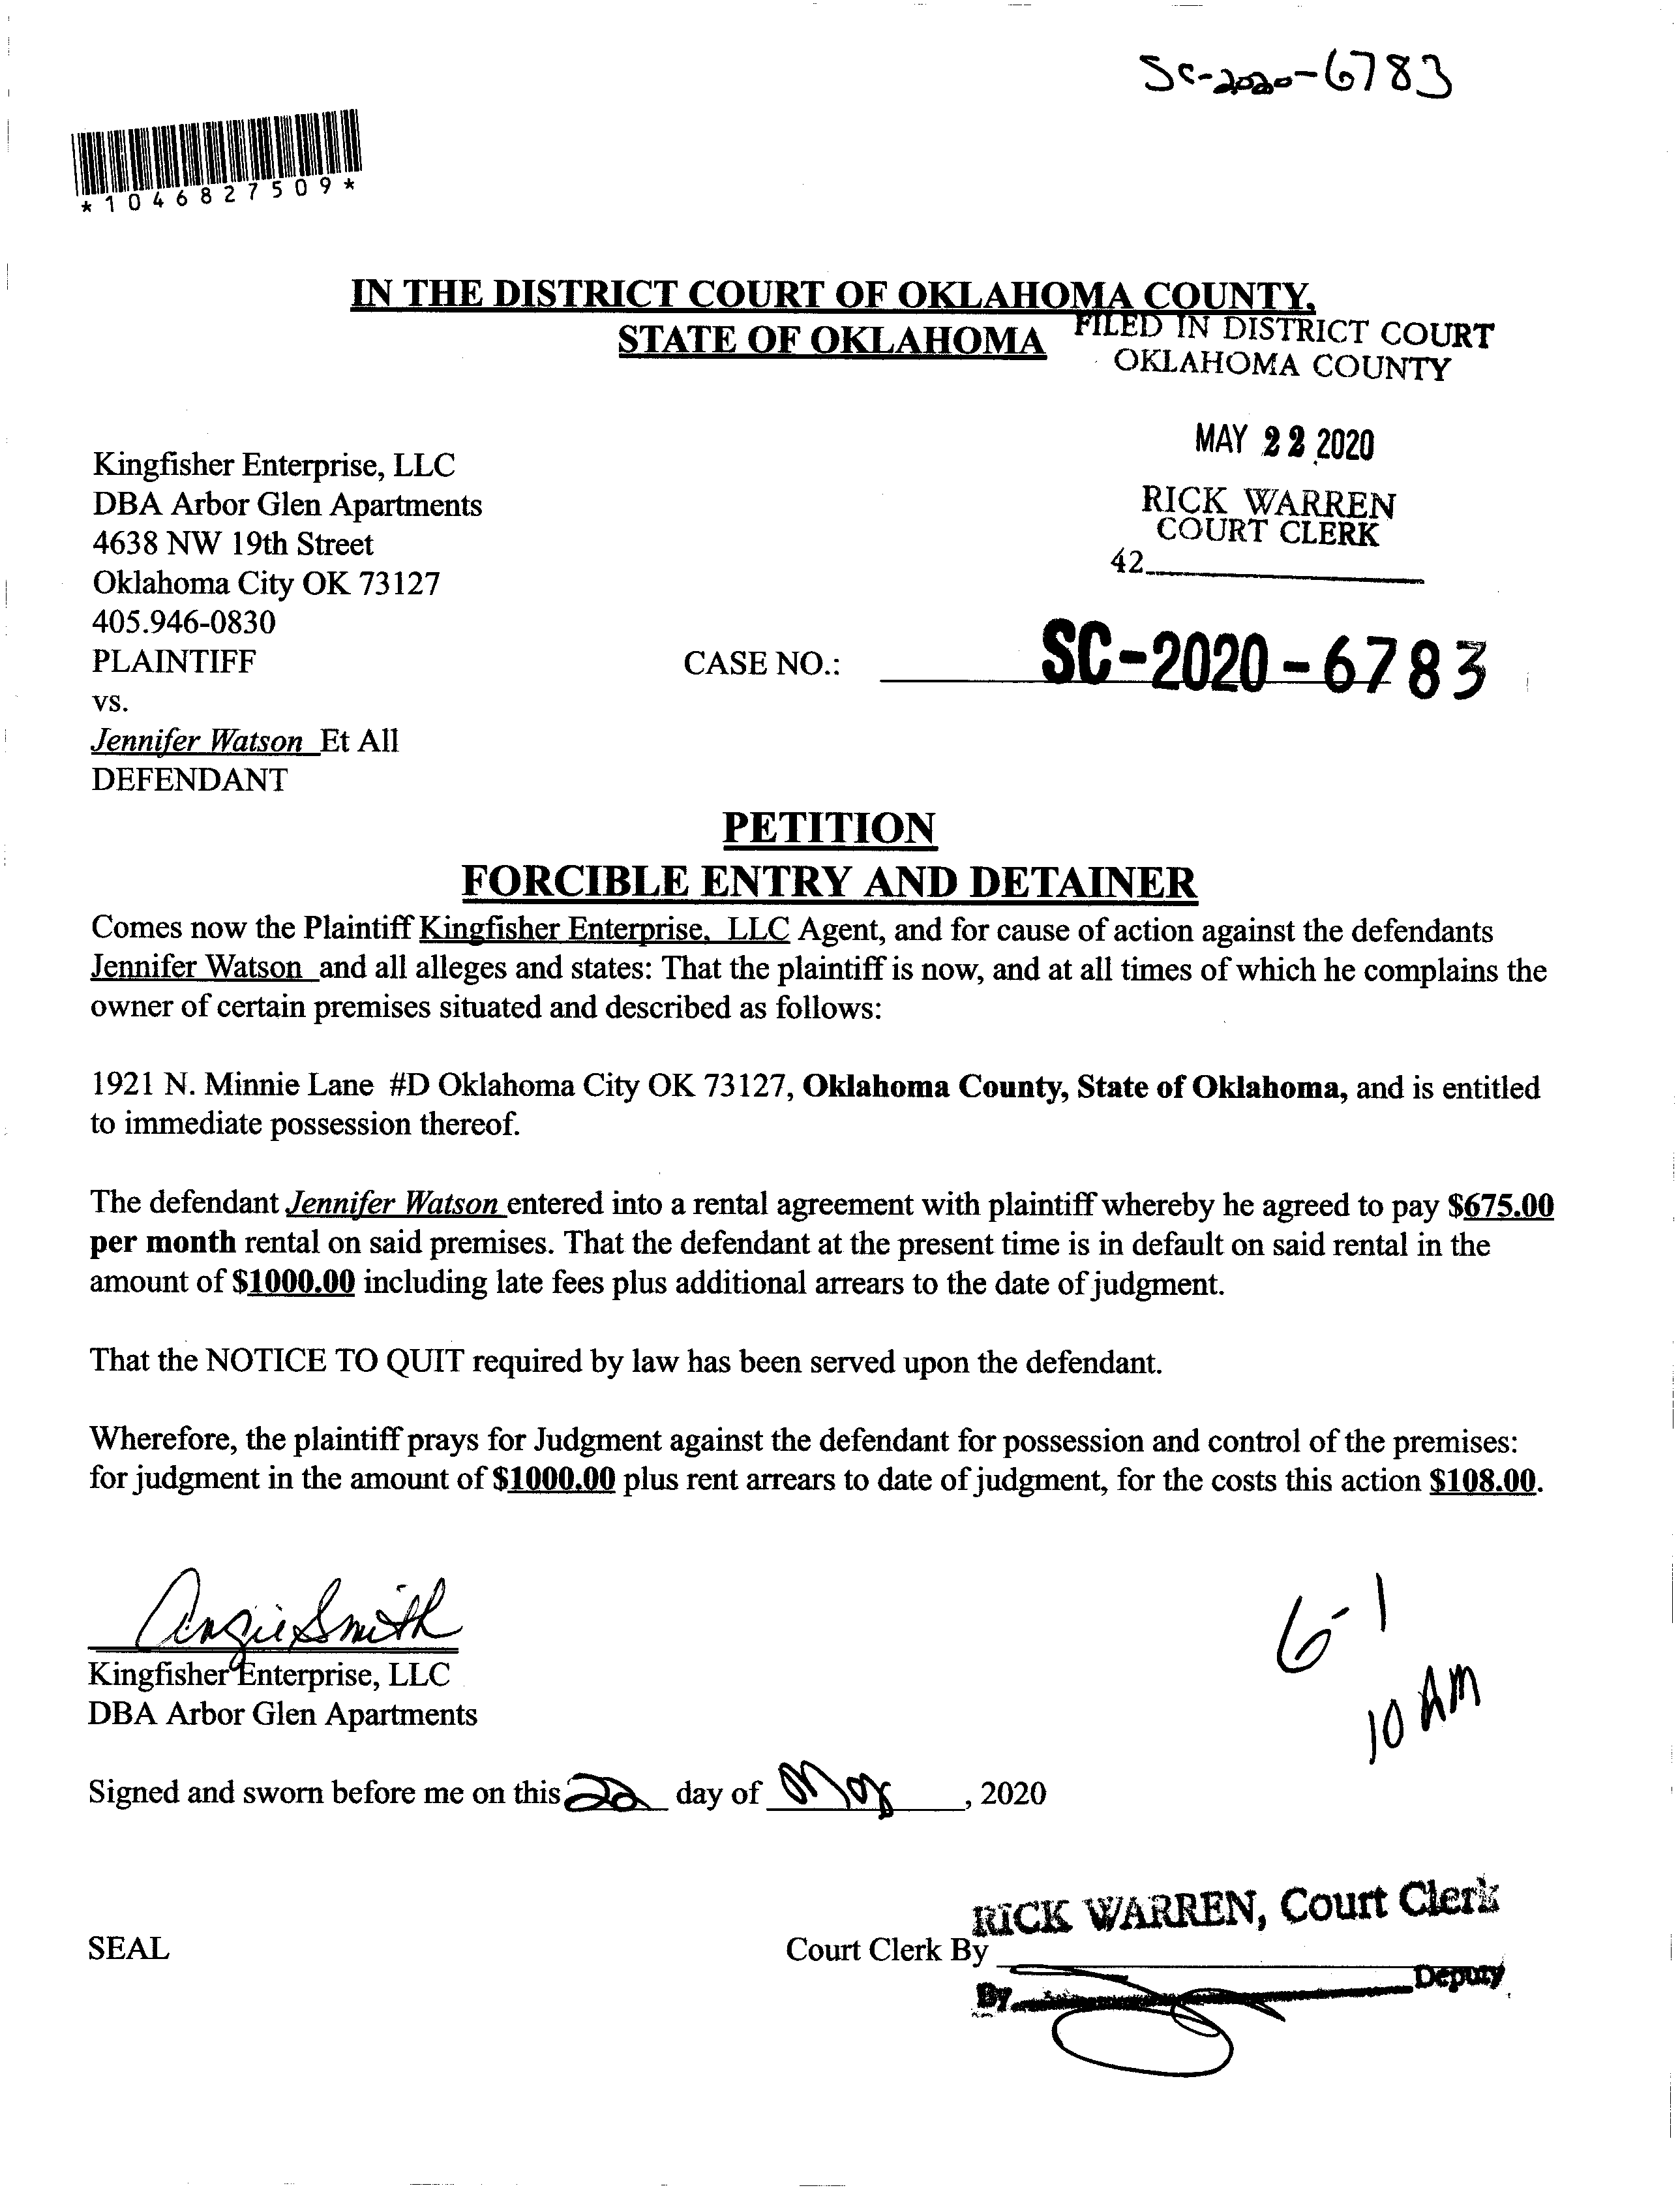 Sc-2020-6783
*1046827509*
IN THE DISTRICT COURT OF OKLAHOMA COUNTY,
STATE OF OKLAHOMA
FILED IN DISTRICT COURT
OKLAHOMA COUNTY
MAY 22 2020
RICK WARREN
COURT CLERK
42
Kingfisher Enterprise, LLC
DBA Arbor Glen Apartments
4638 NW 19th Street
Oklahoma City OK 73127
405.946-0830
PLAINTIFF
CASE NO.: SC-2020-6783
vs.
Jennifer Watson Et All
DEFENDANT
PETITION
FORCIBLE ENTRY AND DETAINER
Comes now the Plaintiff Kingfisher Enterprise, LLC Agent, and for cause of action against the defendants
Jennifer Watson and all alleges and states: That the plaintiff is now, and at all times of which he complains the
owner of certain premises situated and described as follows:
1921 N. Minnie Lane #D Oklahoma City OK 73127, Oklahoma County, State of Oklahoma, and is entitled
to immediate possession thereof.
The defendant Jennifer Watson entered into a rental agreement with plaintiff whereby he agreed to pay $675.00
per month rental on said premises. That the defendant at the present time is in default on said rental in the
amount of $1000.00 including late fees plus additional arrears to the date of judgment.
That the NOTICE TO QUIT required by law has been served upon the defendant.
Wherefore, the plaintiff prays for Judgment against the defendant for possession and control of the premises:
for judgment in the amount of $1000.00 plus rent arrears to date of judgment, for the costs this action $108.00.
Angie Smith
Kingfisher Enterprise, LLC
DBA Arbor Glen Apartments
6-1
10 AM
Signed and sworn before me on this 22 day of May, 2020
RICK WARREN, Court Clerk
SEAL
Court Clerk By
By Deputy